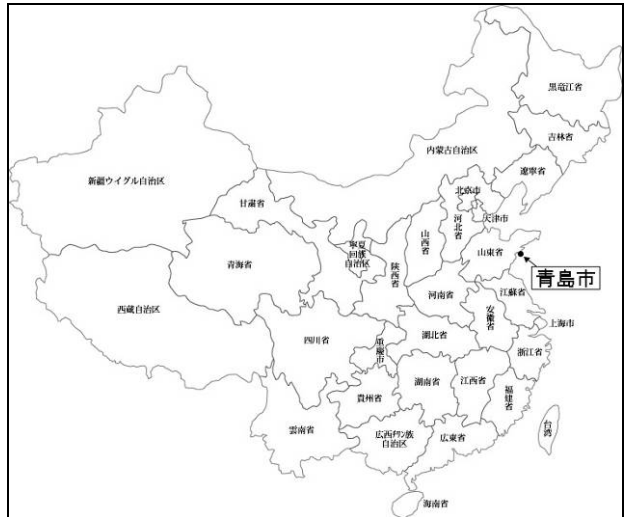 黒竜江省
吉林省
内蒙古自治区
遼寧省
新疆ウイグル自治区
北京市
甘粛省
天津市
河北省
山西省
寧夏
回族
自治区
山東省
青海省
陝西省
青島市
河南省
江蘇省
安徽省
西蔵自治区
上海市
四川省
重慶市
湖北省
浙江省
湖南省
江西省
貴州省
福建省
雲南省
広西チワン族
自治区
広東省
台湾
海南省